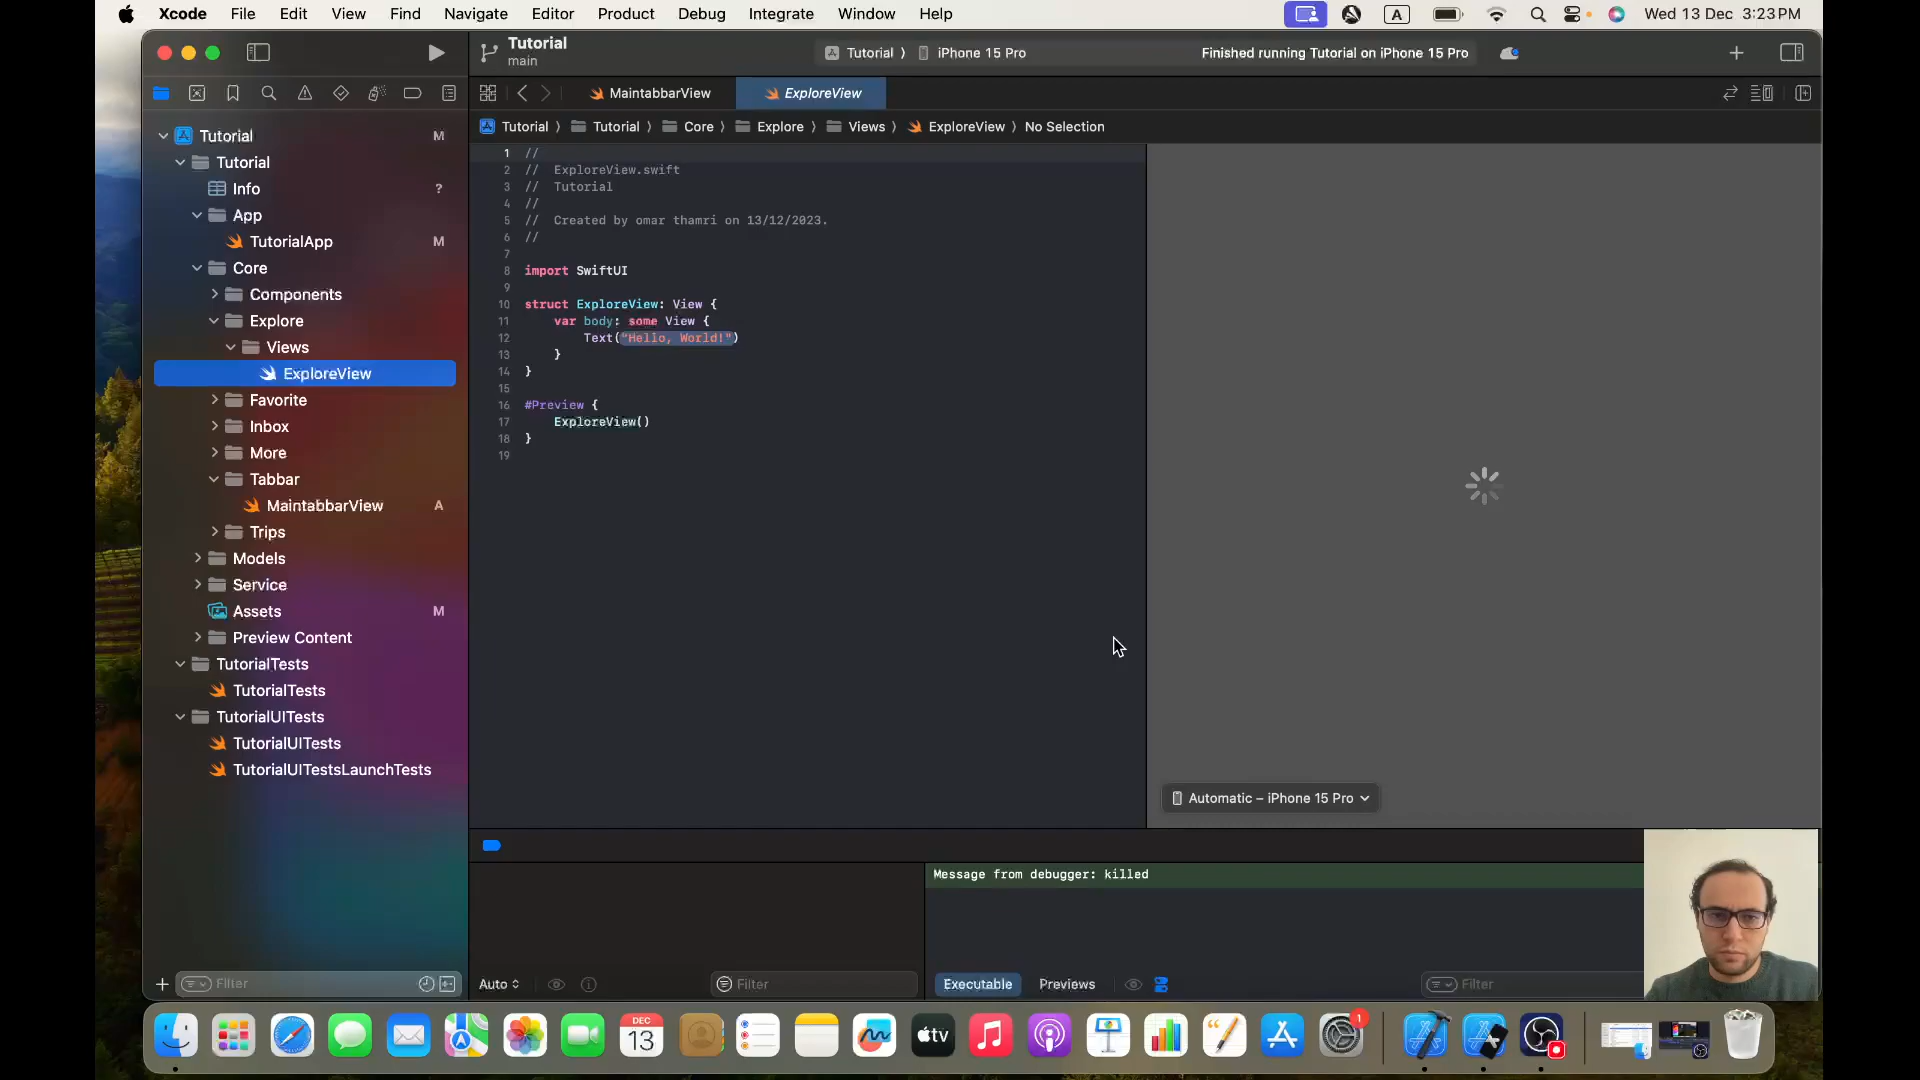 Xcode File Edit View Find Navigate Editor Product Debug Integrate Window Help A Wed 13 Dec 3:23 PM
Tutorial
main
Tutorial iPhone 15 Pro
Finished running Tutorial on iPhone 15 Pro
MaintabbarView ExploreView
Tutorial Tutorial Core Explore Views ExploreView No Selection
Tutorial M
Tutorial
Info ?
App
TutorialApp M
Core
Components
Explore
Views
ExploreView
Favorite
Inbox
More
Tabbar
MaintabbarView A
Trips
Models
Service
Assets M
Preview Content
TutorialTests
TutorialTests
TutorialUITests
TutorialUITests
TutorialUITestsLaunchTests
Filter
1 //
2 // ExploreView.swift
3 // Tutorial
4 //
5 // Created by omar thamri on 13/12/2023.
6 //
7
8 import SwiftUI
9
10 struct ExploreView: View {
11 var body: some View {
12 Text("Hello, World!")
13 }
14 }
15
16 #Preview {
17 ExploreView()
18 }
19
Automatic – iPhone 15 Pro
Message from debugger: killed
Auto
Filter
Executable Previews
Filter
DEC
13
tv
1